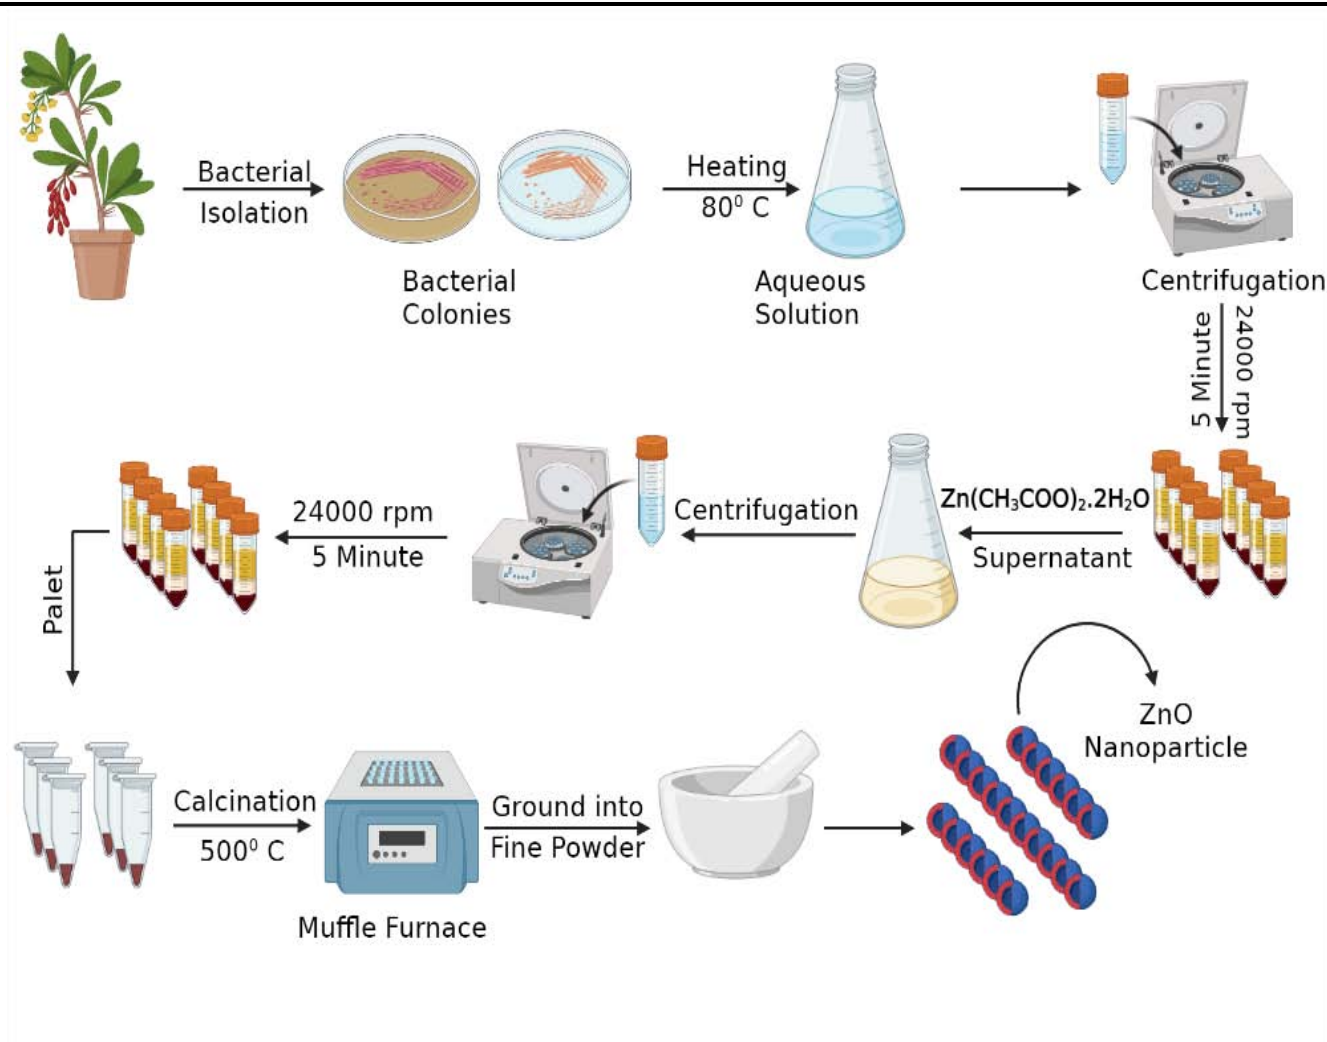 Bacterial
Isolation
Bacterial
Colonies
Heating
80⁰ C
Aqueous
Solution
Centrifugation
5 Minute
24000 rpm
Zn(CH₃COO)₂.2H₂O
Supernatant
Centrifugation
24000 rpm
5 Minute
Palet
Calcination
500⁰ C
Muffle Furnace
Ground into
Fine Powder
ZnO
Nanoparticle